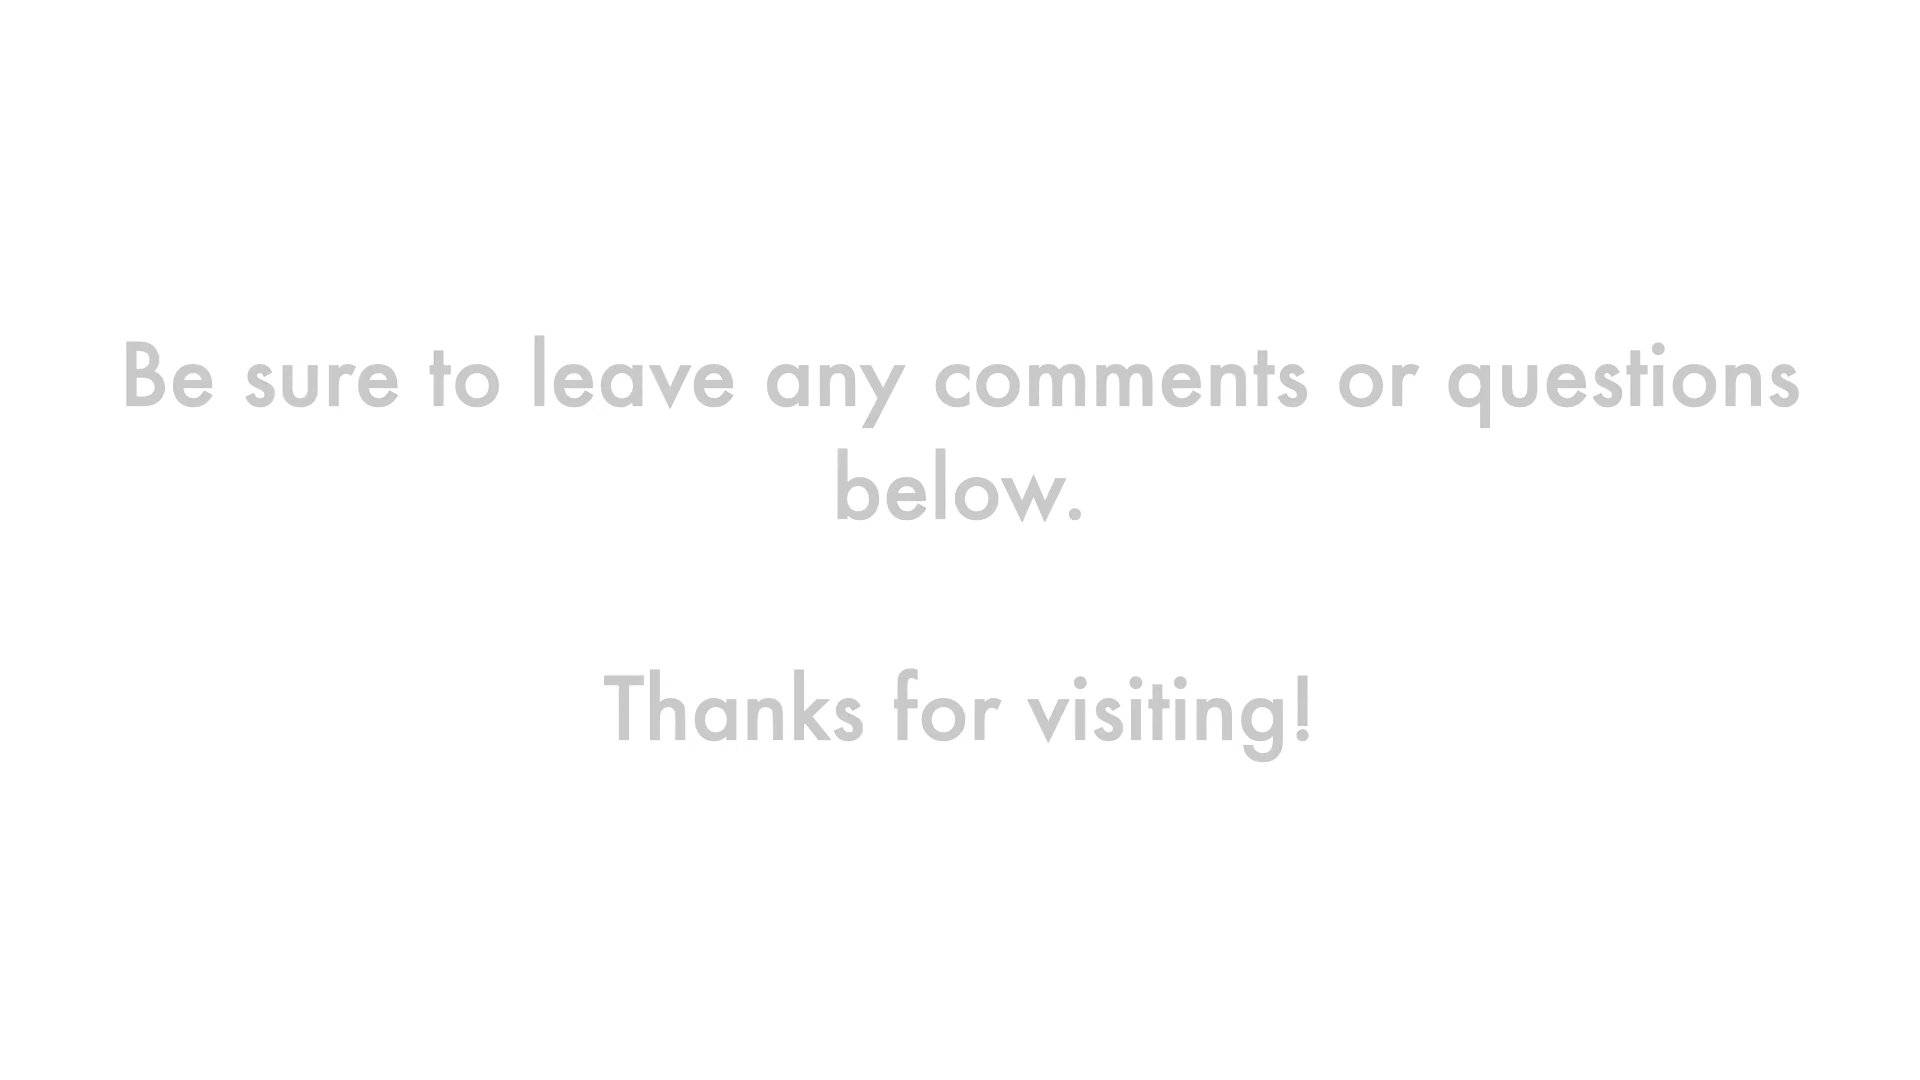 Be sure to leave any comments or questions
below.
Thanks for visiting!